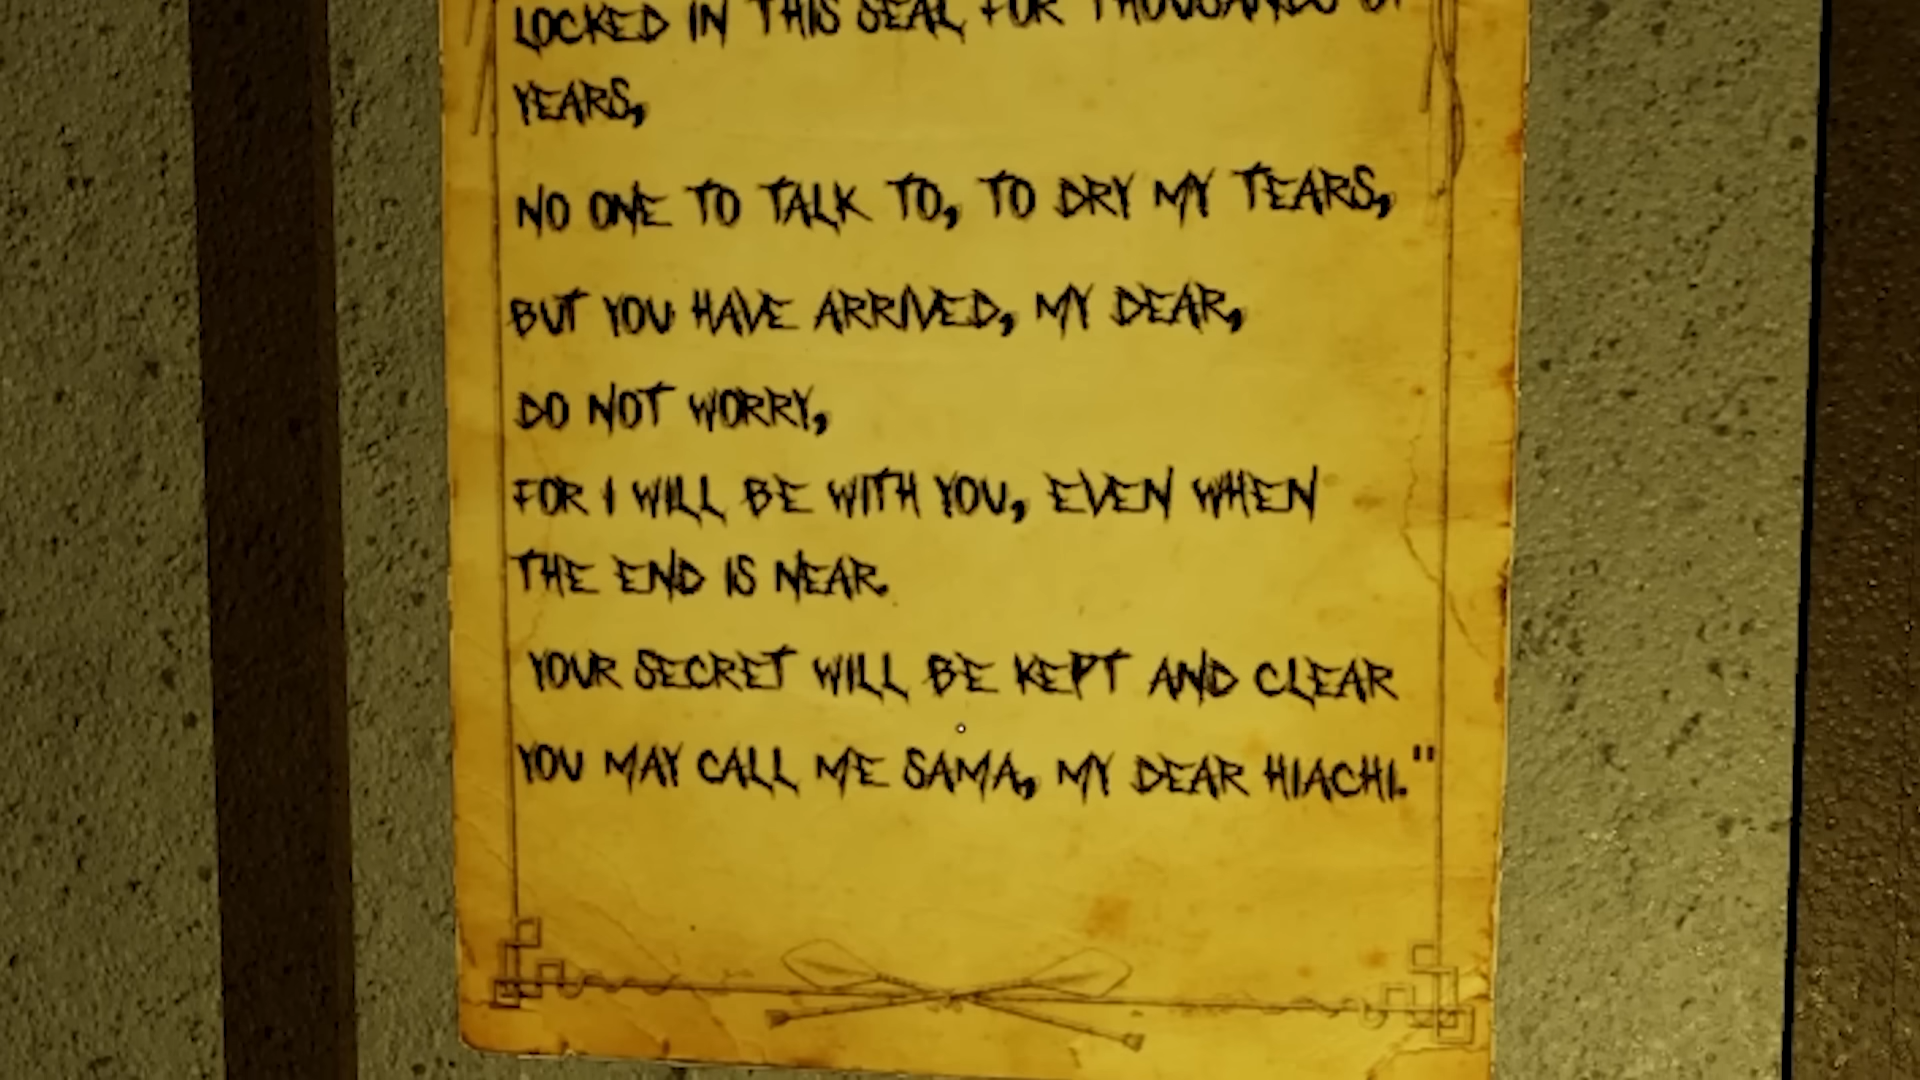 LOCKED IN THIS SEAL FOR THOUSANDS OF
YEARS,
NO ONE TO TALK TO, TO DRY MY TEARS,
BUT YOU HAVE ARRIVED, MY DEAR,
DO NOT WORRY,
FOR I WILL BE WITH YOU, EVEN WHEN
THE END IS NEAR.
YOUR SECRET WILL BE KEPT AND CLEAR
YOU MAY CALL ME SAMA, MY DEAR HIACHI."